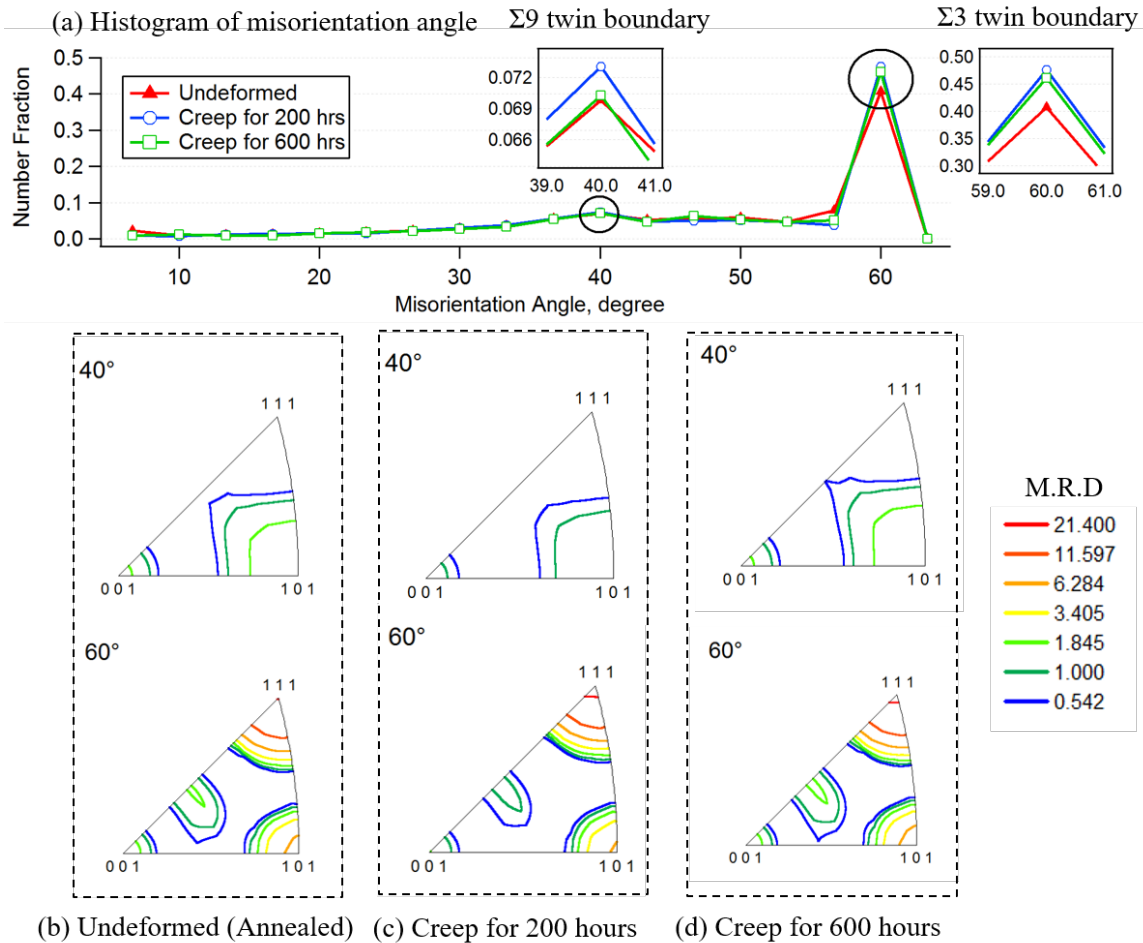 (a) Histogram of misorientation angle
Σ9 twin boundary
Σ3 twin boundary
Number Fraction
0.5
0.4
0.3
0.2
0.1
0.0
Undeformed
Creep for 200 hrs
Creep for 600 hrs
0.072
0.069
0.066
39.0 40.0 41.0
0.50
0.45
0.40
0.35
0.30
59.0 60.0 61.0
10 20 30 40 50 60
Misorientation Angle, degree
40°
1 1 1
0 0 1
1 0 1
60°
1 1 1
0 0 1
1 0 1
(b) Undeformed (Annealed)
40°
1 1 1
0 0 1
1 0 1
60°
1 1 1
0 0 1
1 0 1
(c) Creep for 200 hours
40°
1 1 1
0 0 1
1 0 1
60°
1 1 1
0 0 1
1 0 1
(d) Creep for 600 hours
M.R.D
21.400
11.597
6.284
3.405
1.845
1.000
0.542